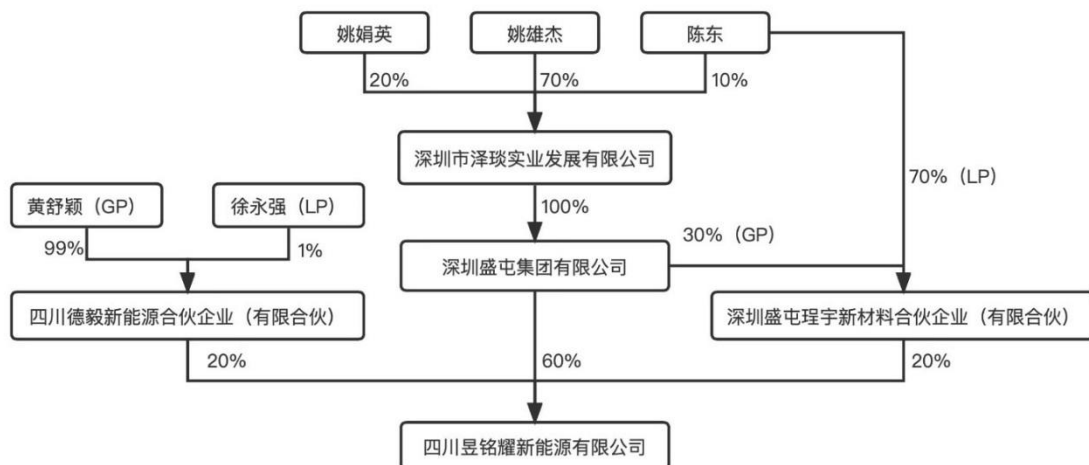 姚娟英
姚雄杰
陈东
20%
70%
10%
深圳市泽琰实业发展有限公司
70%（LP）
黄舒颖（GP）
徐永强（LP）
100%
99%
1%
30%（GP）
深圳盛屯集团有限公司
四川德毅新能源合伙企业（有限合伙）
深圳盛屯珵宇新材料合伙企业（有限合伙）
20%
60%
20%
四川昱铭耀新能源有限公司